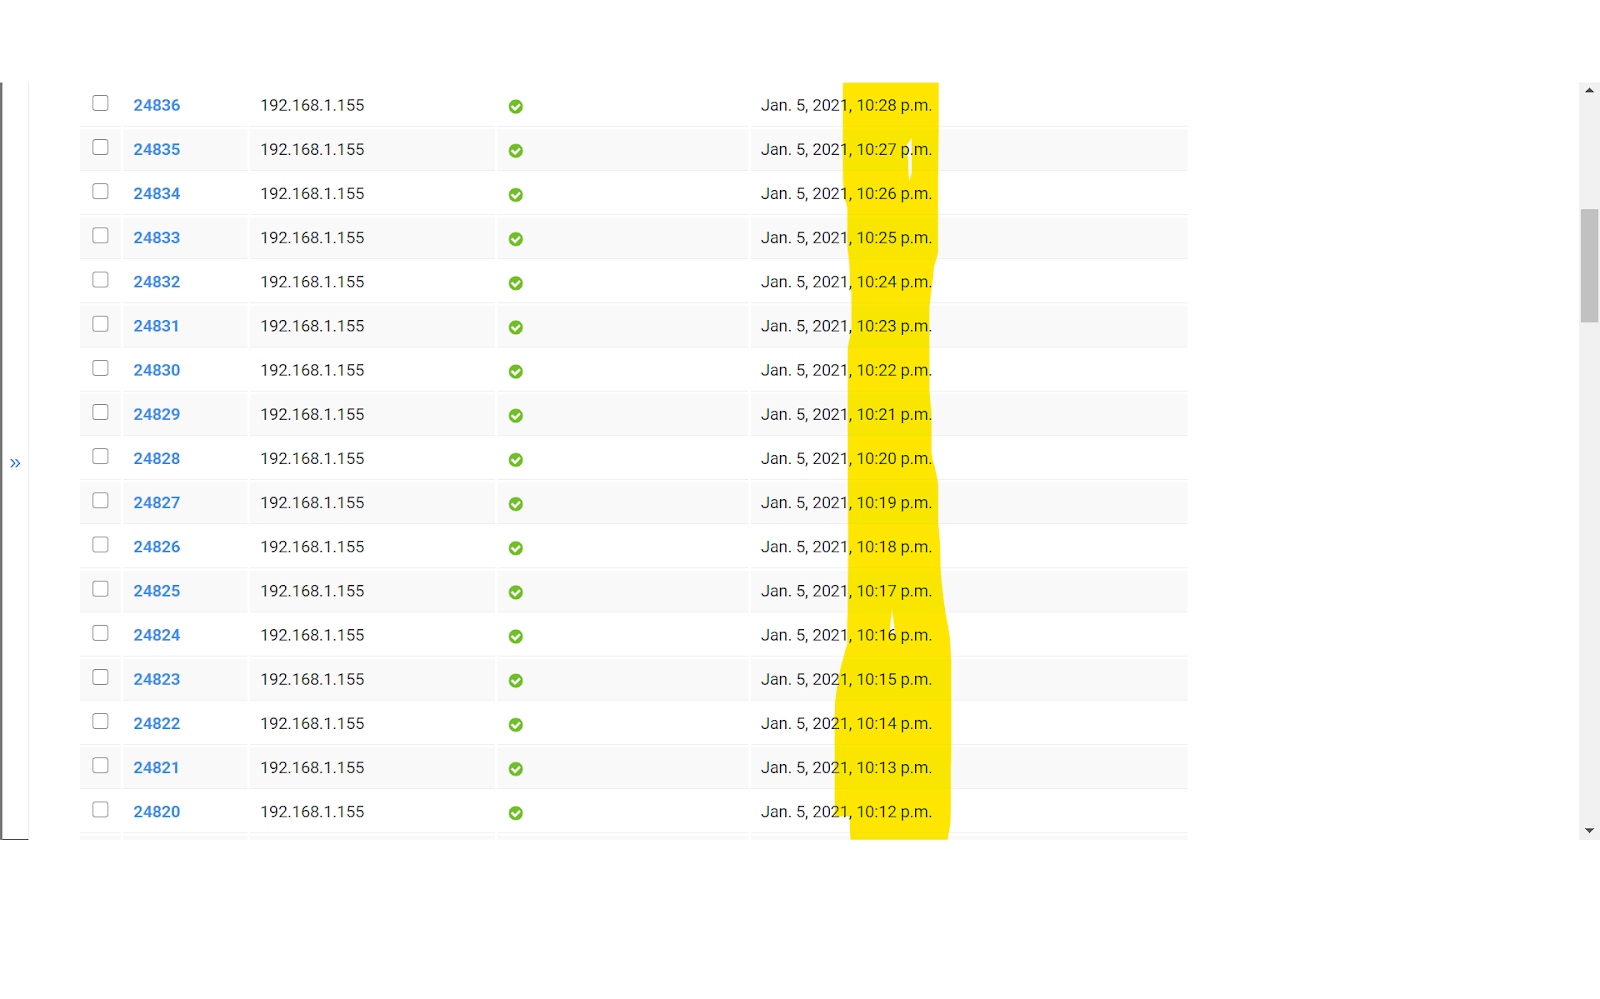 24836 192.168.1.155 Jan. 5, 2021, 10:28 p.m.
24835 192.168.1.155 Jan. 5, 2021, 10:27 p.m.
24834 192.168.1.155 Jan. 5, 2021, 10:26 p.m.
24833 192.168.1.155 Jan. 5, 2021, 10:25 p.m.
24832 192.168.1.155 Jan. 5, 2021, 10:24 p.m.
24831 192.168.1.155 Jan. 5, 2021, 10:23 p.m.
24830 192.168.1.155 Jan. 5, 2021, 10:22 p.m.
24829 192.168.1.155 Jan. 5, 2021, 10:21 p.m.
24828 192.168.1.155 Jan. 5, 2021, 10:20 p.m.
24827 192.168.1.155 Jan. 5, 2021, 10:19 p.m.
24826 192.168.1.155 Jan. 5, 2021, 10:18 p.m.
24825 192.168.1.155 Jan. 5, 2021, 10:17 p.m.
24824 192.168.1.155 Jan. 5, 2021, 10:16 p.m.
24823 192.168.1.155 Jan. 5, 2021, 10:15 p.m.
24822 192.168.1.155 Jan. 5, 2021, 10:14 p.m.
24821 192.168.1.155 Jan. 5, 2021, 10:13 p.m.
24820 192.168.1.155 Jan. 5, 2021, 10:12 p.m.